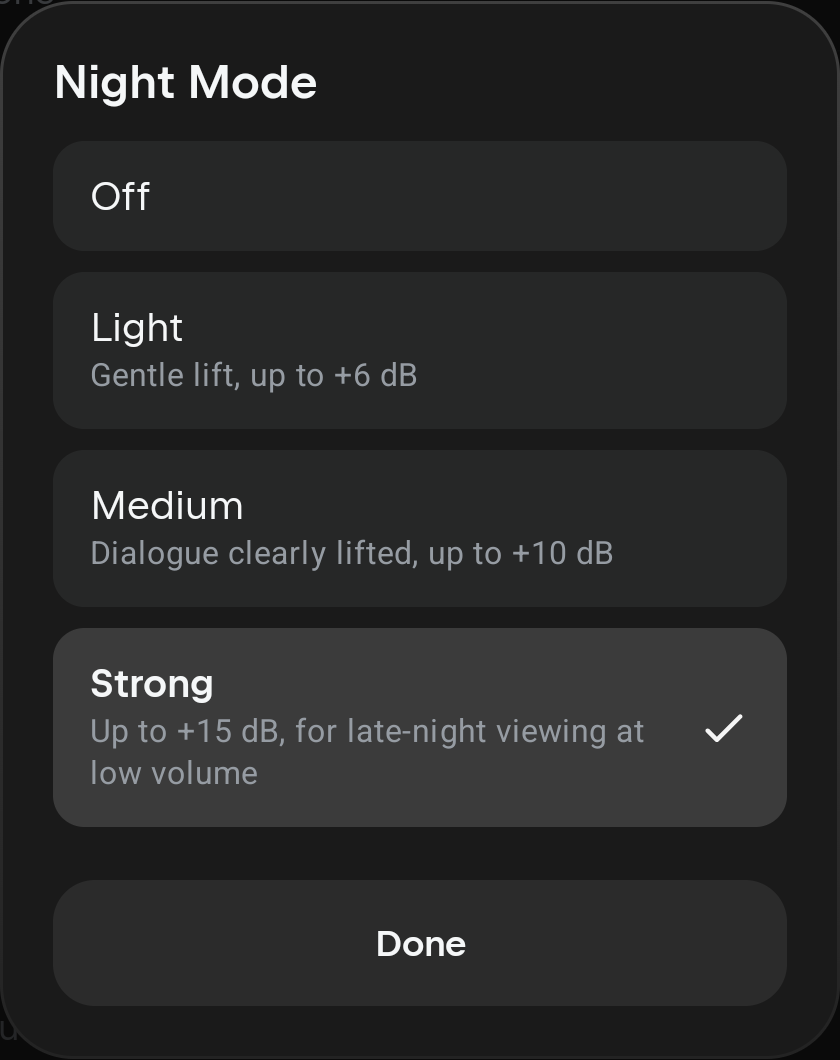 Night Mode
Off
Light
Gentle lift, up to +6 dB
Medium
Dialogue clearly lifted, up to +10 dB
Strong
Up to +15 dB, for late-night viewing at
low volume
Done